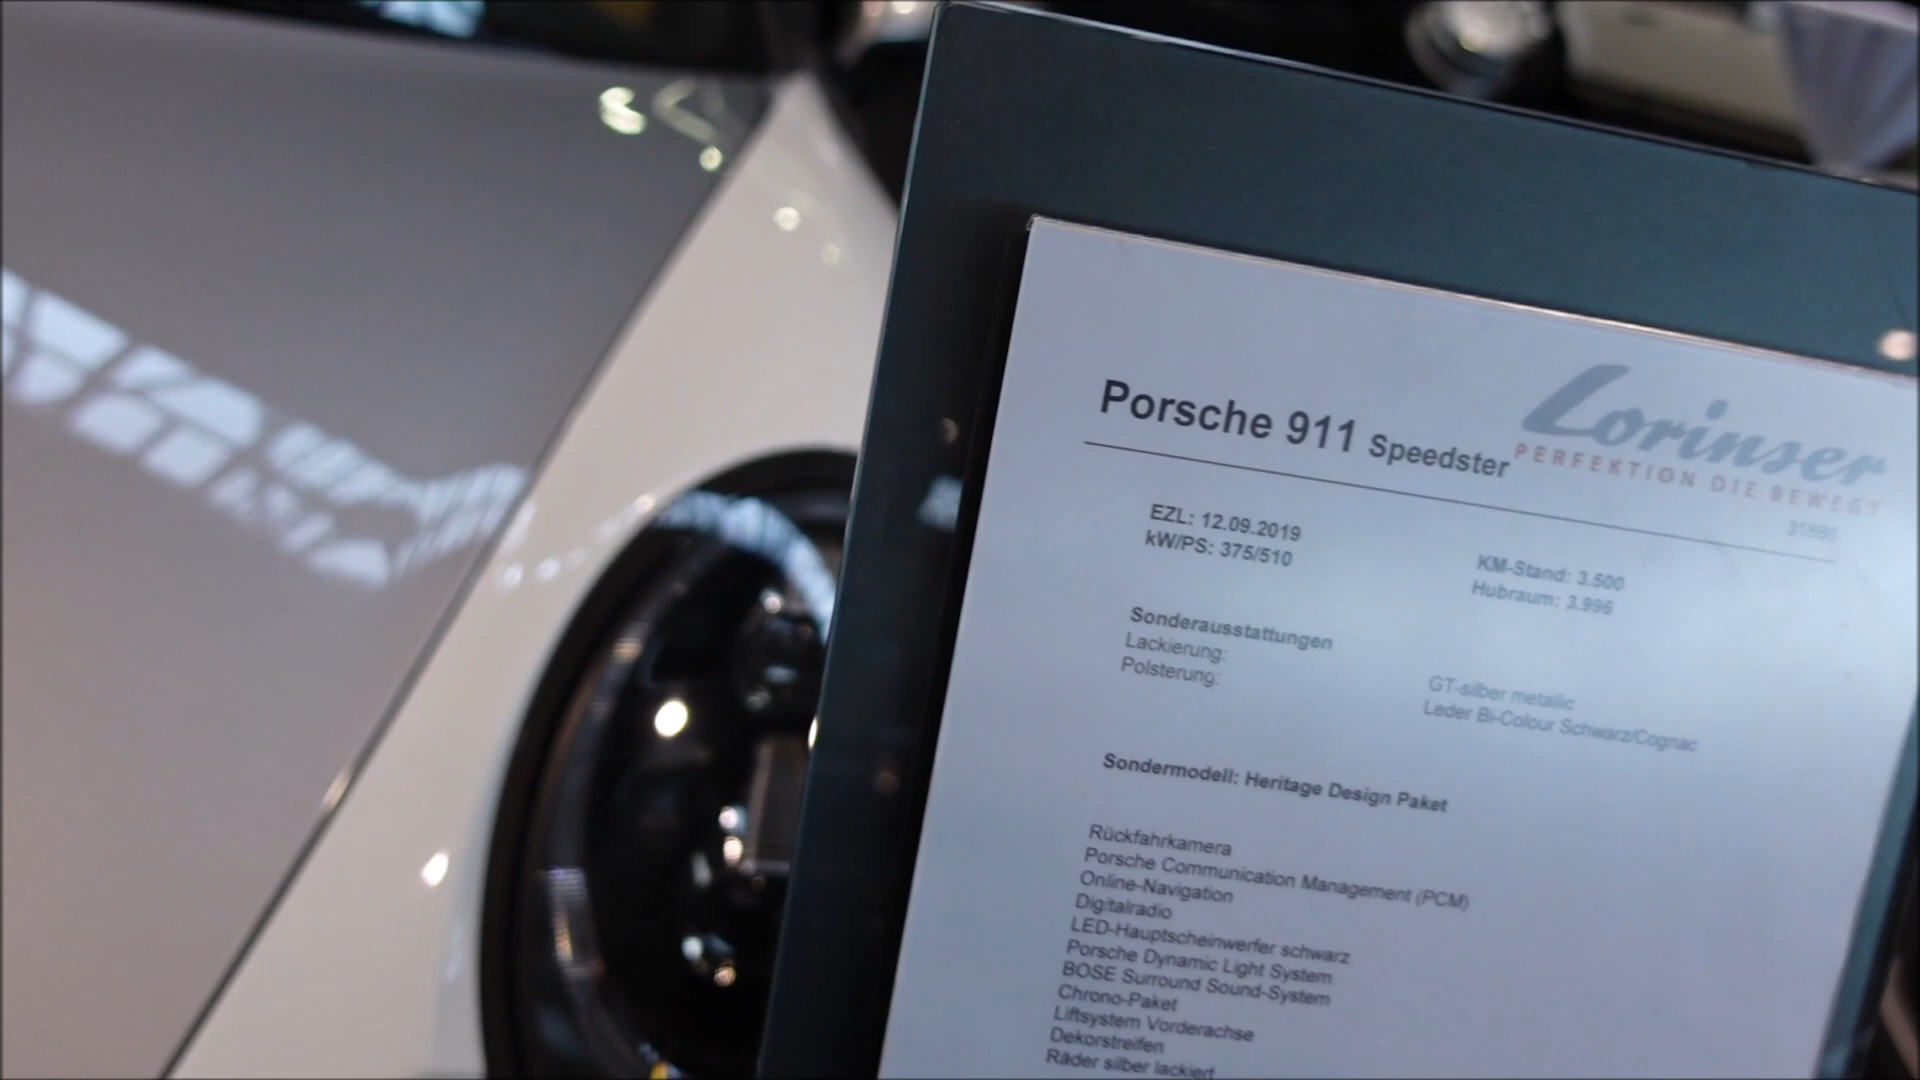 Lorinser
PERFEKTION DIE BEWEGT
Porsche 911 Speedster
EZL: 12.09.2019
kW/PS: 375/510
KM-Stand: 3.500
Hubraum: 3.996
Sonderausstattungen
Lackierung:
GT-silber metallic
Polsterung:
Leder Bi-Colour Schwarz/Cognac
Sondermodell: Heritage Design Paket
Rückfahrkamera
Porsche Communication Management (PCM)
Online-Navigation
Digitalradio
LED-Hauptscheinwerfer schwarz
Porsche Dynamic Light System
BOSE Surround Sound-System
Chrono-Paket
Liftsystem Vorderachse
Dekorstreifen
Räder silber lackiert